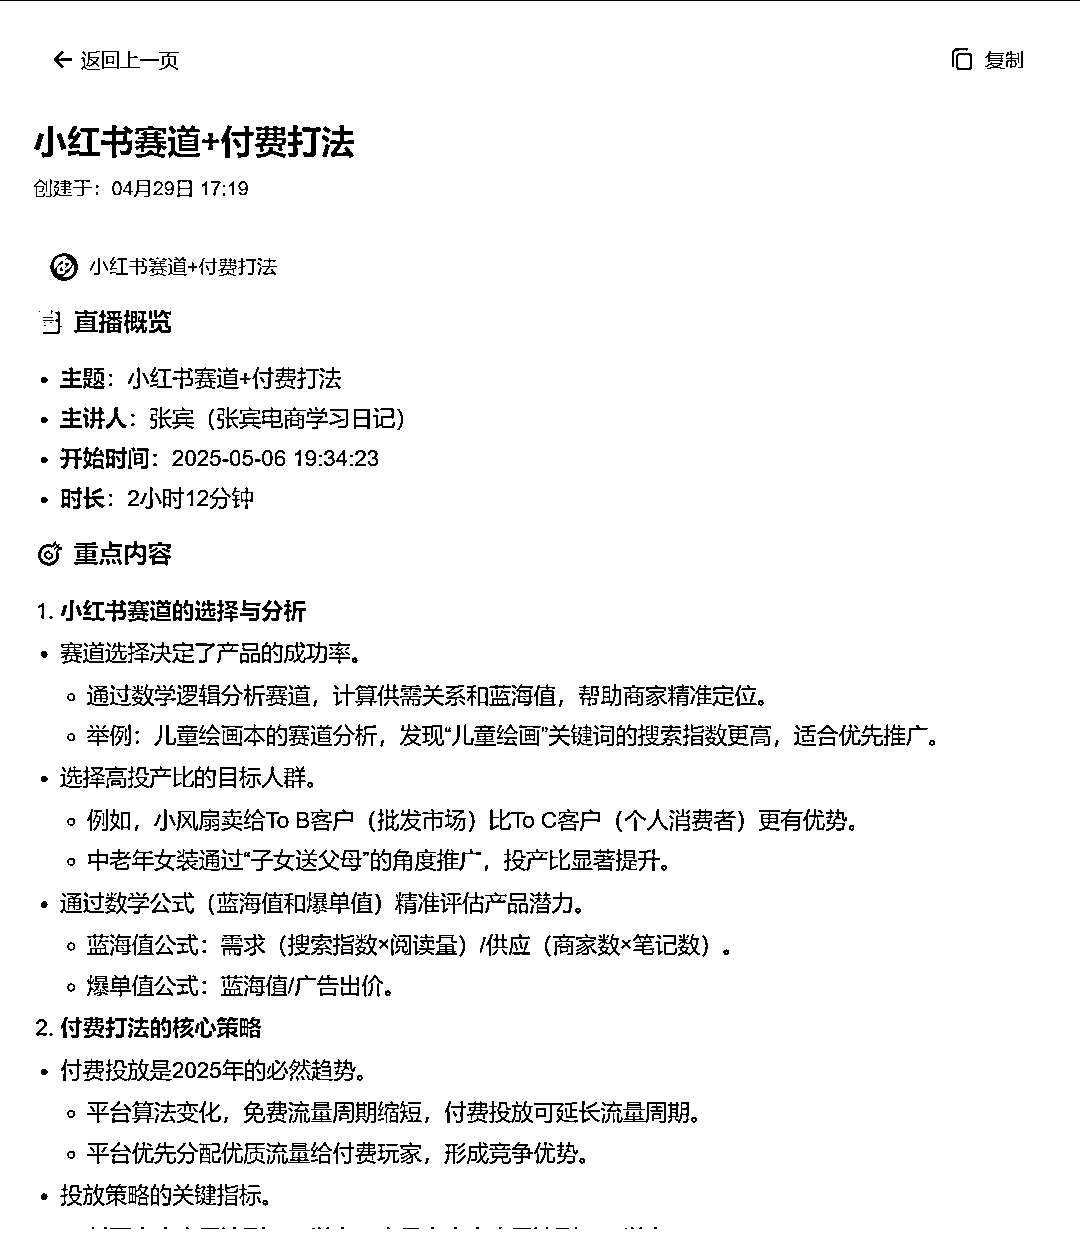 返回上一页
复制
小红书赛道+付费打法
创建于：04月29日 17:19
小红书赛道+付费打法
直播概览
• 主题：小红书赛道+付费打法
• 主讲人：张宾（张宾电商学习日记）
• 开始时间：2025-05-06 19:34:23
• 时长：2小时12分钟
重点内容
1. 小红书赛道的选择与分析
• 赛道选择决定了产品的成功率。
◦ 通过数学逻辑分析赛道，计算供需关系和蓝海值，帮助商家精准定位。
◦ 举例：儿童绘画本的赛道分析，发现“儿童绘画”关键词的搜索指数更高，适合优先推广。
• 选择高投产比的目标人群。
◦ 例如，小风扇卖给To B客户（批发市场）比To C客户（个人消费者）更有优势。
◦ 中老年女装通过“子女送父母”的角度推广，投产比显著提升。
• 通过数学公式（蓝海值和爆单值）精准评估产品潜力。
◦ 蓝海值公式：需求（搜索指数×阅读量）/供应（商家数×笔记数）。
◦ 爆单值公式：蓝海值/广告出价。
2. 付费打法的核心策略
• 付费投放是2025年的必然趋势。
◦ 平台算法变化，免费流量周期缩短，付费投放可延长流量周期。
◦ 平台优先分配优质流量给付费玩家，形成竞争优势。
• 投放策略的关键指标。